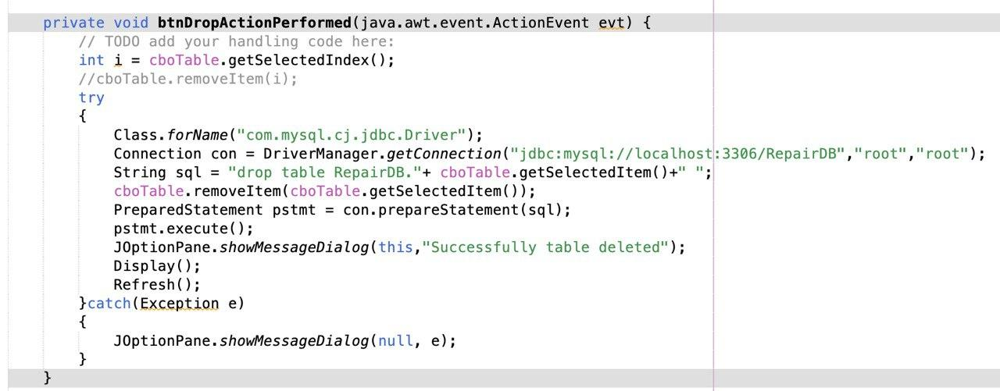 private void btnDropActionPerformed(java.awt.event.ActionEvent evt) {
// TODO add your handling code here:
int i = cboTable.getSelectedIndex();
//cboTable.removeItem(i);
try
{
Class.forName("com.mysql.cj.jdbc.Driver");
Connection con = DriverManager.getConnection("jdbc:mysql://localhost:3306/RepairDB","root","root");
String sql = "drop table RepairDB."+ cboTable.getSelectedItem()+" ";
cboTable.removeItem(cboTable.getSelectedItem());
PreparedStatement pstmt = con.prepareStatement(sql);
pstmt.execute();
JOptionPane.showMessageDialog(this,"Successfully table deleted");
Display();
Refresh();
}catch(Exception e)
{
JOptionPane.showMessageDialog(null, e);
}
}